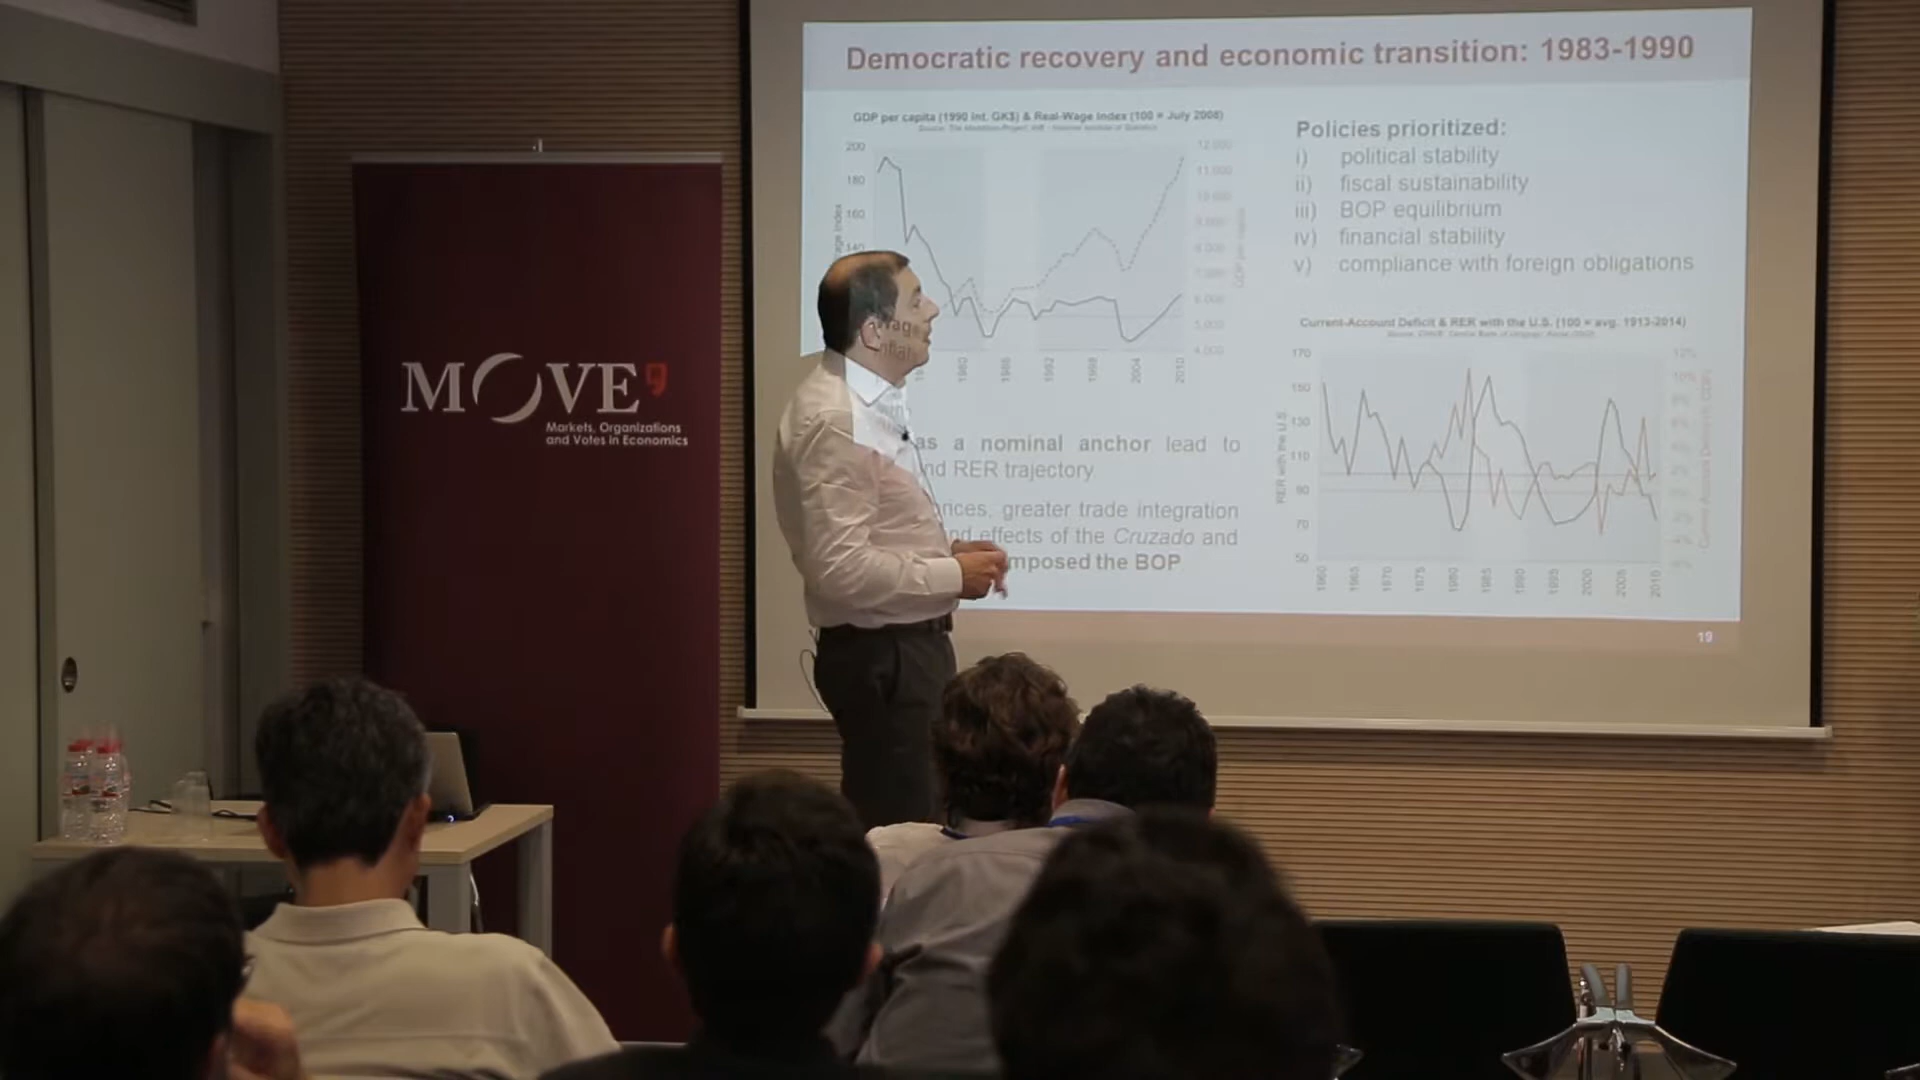 Democratic recovery and economic transition: 1983-1990
GDP per capita (1990 Int. GK$) & Real-Wage Index (100 = July 2008)
200
180
160
140
12,000
11,000
10,000
9,000
8,000
7,000
6,000
5,000
4,000
1980
1986
1992
1998
2004
2010
Policies prioritized:
i) political stability
ii) fiscal sustainability
iii) BOP equilibrium
iv) financial stability
v) compliance with foreign obligations
Current-Account Deficit & RER with the U.S. (100 = avg. 1913-2014)
170
150
130
110
90
70
50
RER with the U.S.
12%
10%
1960
1965
1970
1975
1980
1985
1990
1995
2000
2005
2010
as a nominal anchor lead to
nd RER trajectory
nces, greater trade integration
nd effects of the Cruzado and
mposed the BOP
19
MOVE
Markets, Organizations
and Votes in Economics